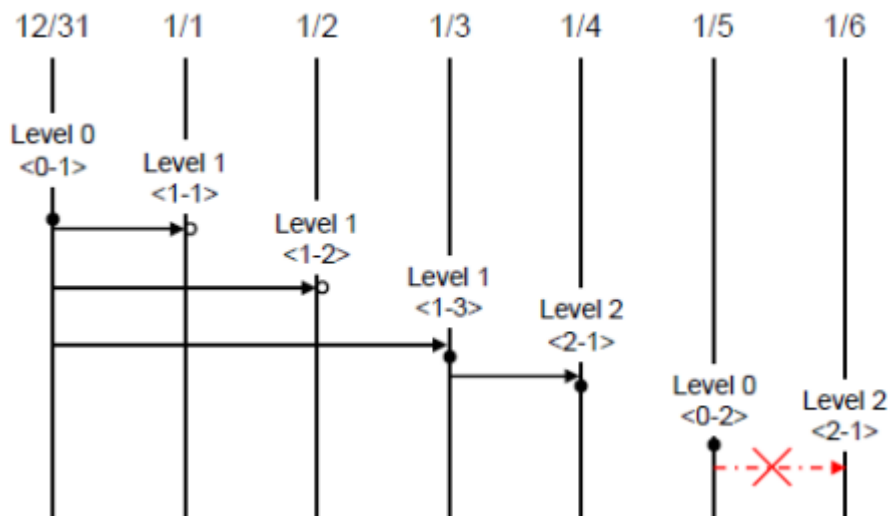 12/31 1/1 1/2 1/3 1/4 1/5 1/6
Level 0
<0-1>
Level 1
<1-1>
Level 1
<1-2>
Level 1
<1-3>
Level 2
<2-1>
Level 0
<0-2>
Level 2
<2-1>